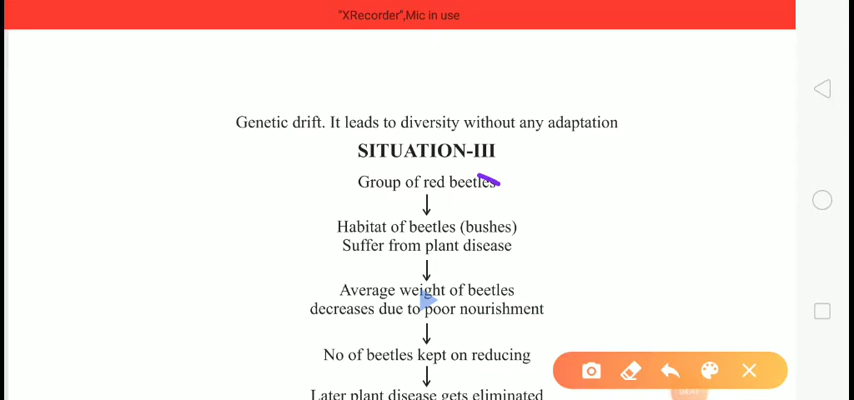 "XRecorder",Mic in use
Genetic drift. It leads to diversity without any adaptation
SITUATION-III
Group of red beetles
Habitat of beetles (bushes)
Suffer from plant disease
Average weight of beetles
decreases due to poor nourishment
No of beetles kept on reducing
Later plant disease gets eliminated